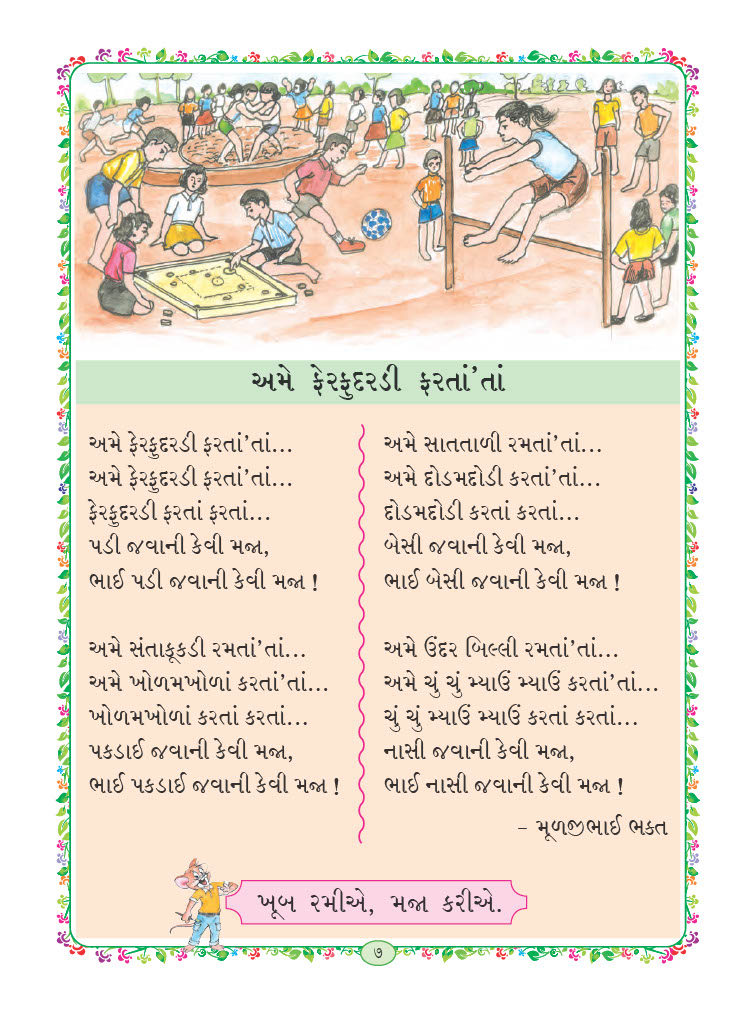 અમે ફેરફુદરડી ફરતાં'તાં
અમે ફેરફુદરડી ફરતાં'તાં...
અમે ફેરફુદરડી ફરતાં'તાં...
ફેરફુદરડી ફરતાં ફરતાં...
પડી જવાની કેવી મજા,
ભાઈ પડી જવાની કેવી મજા !
અમે સંતાકૂકડી રમતાં'તાં...
અમે ખોળમખોળાં કરતાં'તાં...
ખોળમખોળાં કરતાં કરતાં...
પકડાઈ જવાની કેવી મજા,
ભાઈ પકડાઈ જવાની કેવી મજા !
અમે સાતતાળી રમતાં'તાં...
અમે દોડમદોડી કરતાં'તાં...
દોડમદોડી કરતાં કરતાં...
બેસી જવાની કેવી મજા,
ભાઈ બેસી જવાની કેવી મજા !
અમે ઉંદર બિલ્લી રમતાં'તાં...
અમે ચું ચું મ્યાઉં મ્યાઉં કરતાં'તાં...
ચું ચું મ્યાઉં મ્યાઉં કરતાં કરતાં...
નાસી જવાની કેવી મજા,
ભાઈ નાસી જવાની કેવી મજા !
– મૂળજીભાઈ ભક્ત
ખૂબ રમીએ, મજા કરીએ.
૭